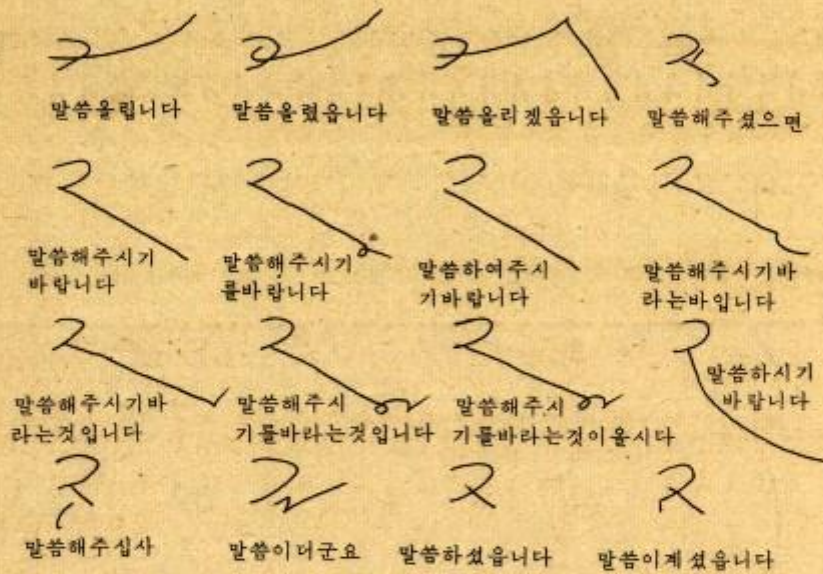 말씀올립니다 말씀올렸읍니다 말씀올리겠읍니다 말씀해주셨으면
말씀해주시기
바랍니다
말씀해주시기
를바랍니다
말씀하여주시
기바랍니다
말씀해주시기바
라는바입니다
말씀해주시기바
라는것입니다
말씀해주시
기를바라는것입니다
말씀해주시
기를바라는것이올시다
말씀하시기
바랍니다
말씀해주십사 말씀이더군요 말씀하셨읍니다 말씀이계셨읍니다